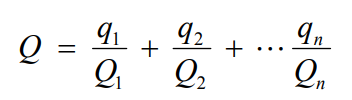 Q = q₁/Q₁ + q₂/Q₂ + ⋯ qₙ/Qₙ